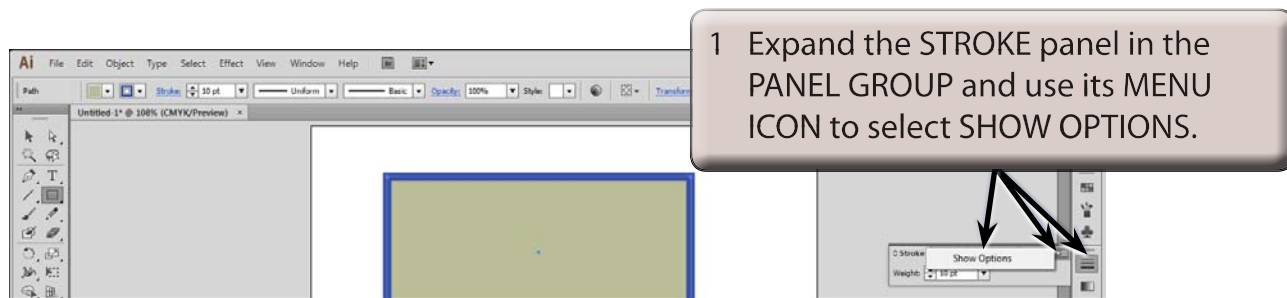 1 Expand the STROKE panel in the
PANEL GROUP and use its MENU
ICON to select SHOW OPTIONS.
Ai File Edit Object Type Select Effect View Window Help Br
Path Stroke: 10 pt Uniform Basic Opacity: 100% Style: Transform
Untitled-1* @ 108% (CMYK/Preview) ×
T
Stroke
Show Options
Weight: 10 pt